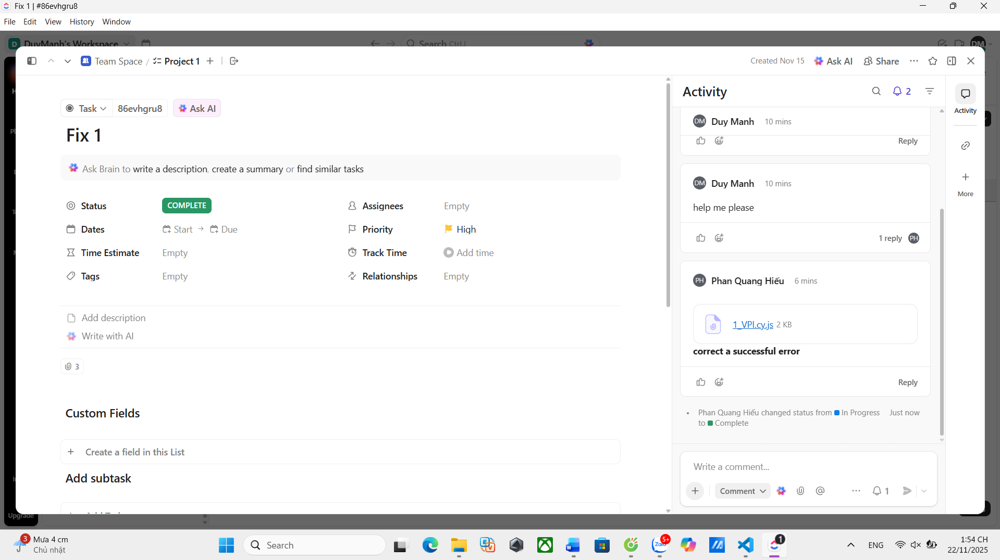 Fix 1 | #86evhgru8
File Edit View History Window
D DuyManh's Workspace
Search Ctrl J
DM
Team Space / Project 1
Created Nov 15 Ask AI Share
Task 86evhgru8 Ask AI
Fix 1
Ask Brain to write a description, create a summary or find similar tasks
Status COMPLETE Assignees Empty
Dates Start Due Priority High
Time Estimate Empty Track Time Add time
Tags Empty Relationships Empty
Add description
Write with AI
3
Custom Fields
Create a field in this List
Add subtask
Upgrade
Activity 2
DM Duy Manh 10 mins
Reply
DM Duy Manh 10 mins
help me please
1 reply PH
PH Phan Quang Hiếu 6 mins
1_VPI.cy.js 2 KB
correct a successful error
Reply
• Phan Quang Hiếu changed status from In Progress Just now
to Complete
Write a comment...
Comment 1
Activity
More
3 Mưa 4 cm
Chủ nhật
Search
Zalo 5+
1
ENG
1:54 CH
22/11/2025